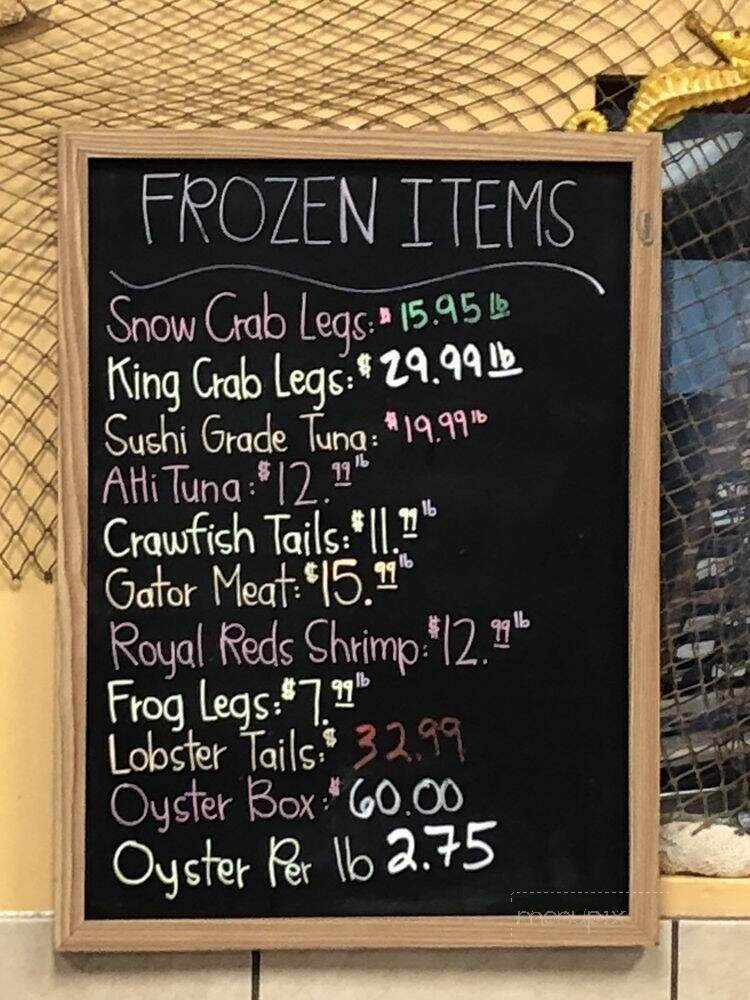 FROZEN ITEMS
Snow Crab Legs: $15.95 lb
King Crab Legs: $29.99 lb
Sushi Grade Tuna: $19.99 lb
AHi Tuna: $12.99 lb
Crawfish Tails: $11.99 lb
Gator Meat: $15.99 lb
Royal Reds Shrimp: $12.99 lb
Frog Legs: $7.99 lb
Lobster Tails: $32.99
Oyster Box: $60.00
Oyster Per lb 2.75
menupix